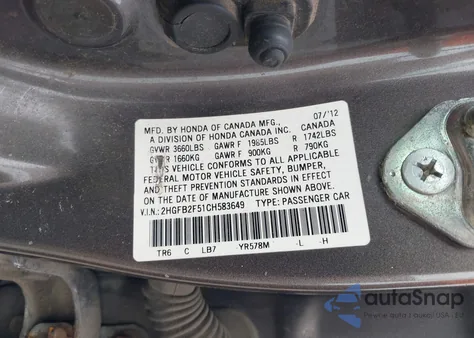 MFD. BY HONDA OF CANADA MFG., 07/'12
A DIVISION OF HONDA CANADA INC. CANADA
GVWR 3660LBS GAWR F 1985LBS R 1742LBS
GVWR 1660KG GAWR F 900KG R 790KG
THIS VEHICLE CONFORMS TO ALL APPLICABLE
FEDERAL MOTOR VEHICLE SAFETY, BUMPER,
AND THEFT PREVENTION STANDARDS IN EFFECT
ON THE DATE OF MANUFACTURE SHOWN ABOVE.
V.I.N.: 2HGFB2F51CH583649 TYPE: PASSENGER CAR
TR6 C LB7 -YR578M -L -H
autoSnap